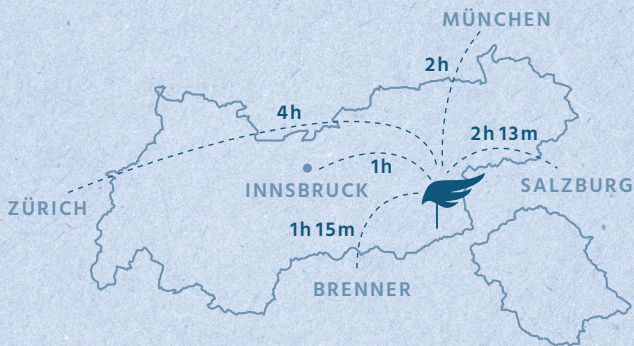 MÜNCHEN
2h
4h
2h 13m
1h
INNSBRUCK
SALZBURG
ZÜRICH
1h 15m
BRENNER